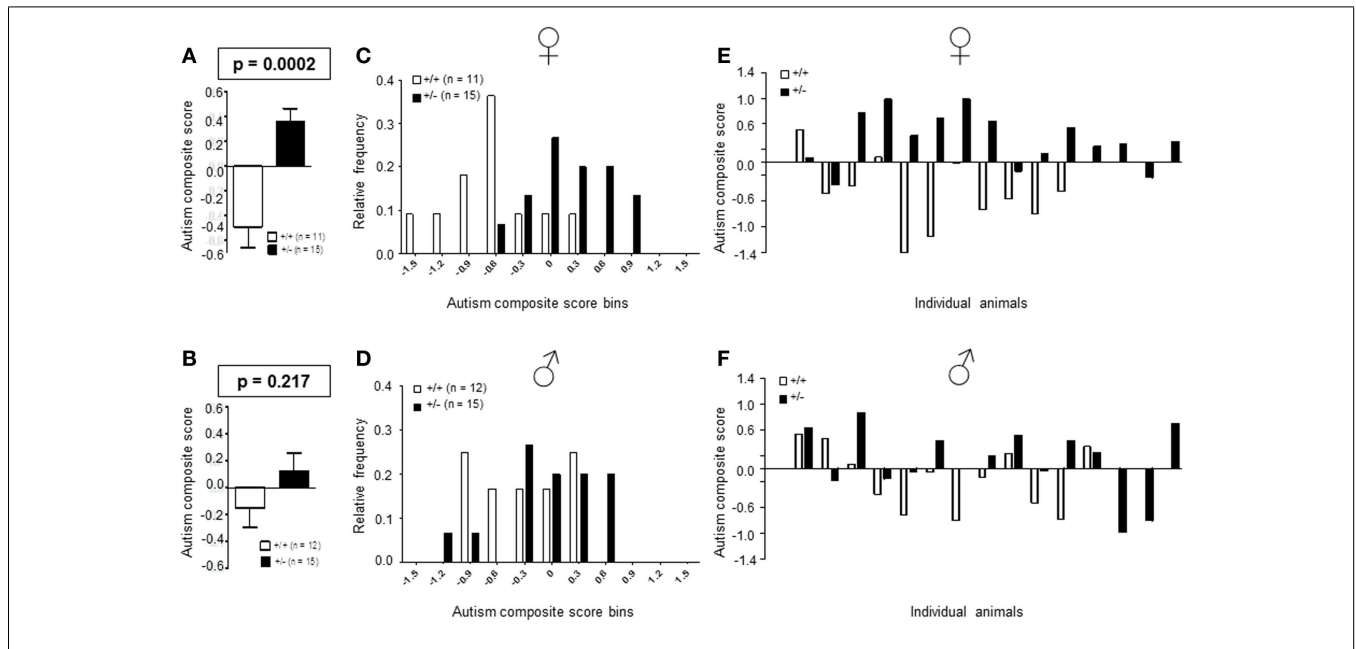 A
p = 0.0002
Autism composite score
0.6
0.4
0.2
0.0
-0.2
-0.4
-0.6
+/+ (n = 11)
+/- (n = 15)
C
♀
+/+ (n = 11)
+/- (n = 15)
Relative frequency
0.4
0.3
0.2
0.1
0.0
-1.5 -1.2 -0.9 -0.6 -0.3 0 0.3 0.6 0.9 1.2 1.5
Autism composite score bins
E
♀
+/+
+/-
Autism composite score
1.4
1.0
0.6
0.0
-0.6
-1.0
-1.4
Individual animals
B
p = 0.217
Autism composite score
0.6
0.4
0.2
0.0
-0.2
-0.4
-0.6
+/+ (n = 12)
+/- (n = 15)
D
♂
+/+ (n = 12)
+/- (n = 15)
Relative frequency
0.4
0.3
0.2
0.1
0.0
-1.5 -1.2 -0.9 -0.6 -0.3 0 0.3 0.6 0.9 1.2 1.5
Autism composite score bins
F
♂
+/+
+/-
Autism composite score
1.4
1.0
0.6
0.0
-0.6
-1.0
-1.4
Individual animals